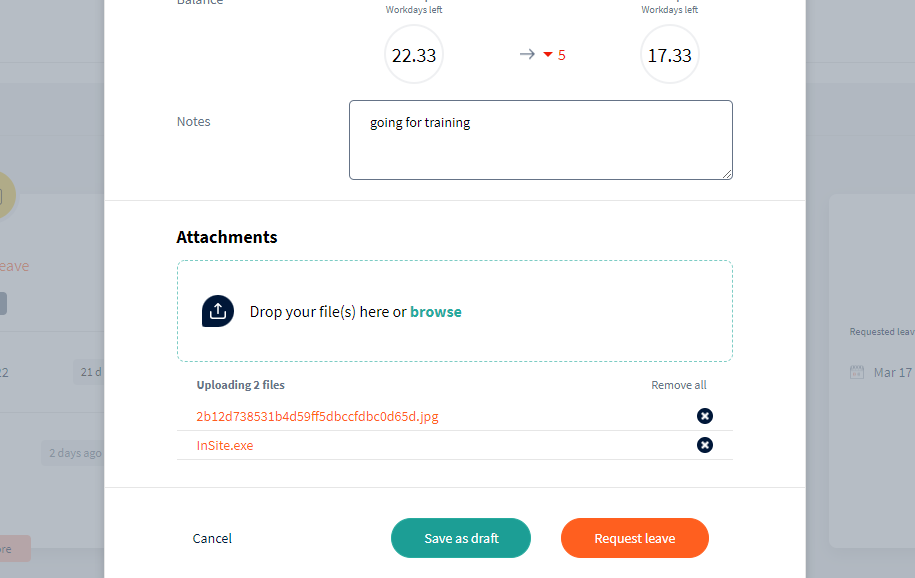 Balance
Workdays left
Workdays left
22.33
5
17.33
Notes
going for training
Attachments
eave
Drop your file(s) here or browse
Requested leav
22
21 d
Mar 17
Uploading 2 files
Remove all
2b12d738531b4d59ff5dbccfdbc0d65d.jpg
InSite.exe
2 days ago
Cancel
Save as draft
Request leave
ore